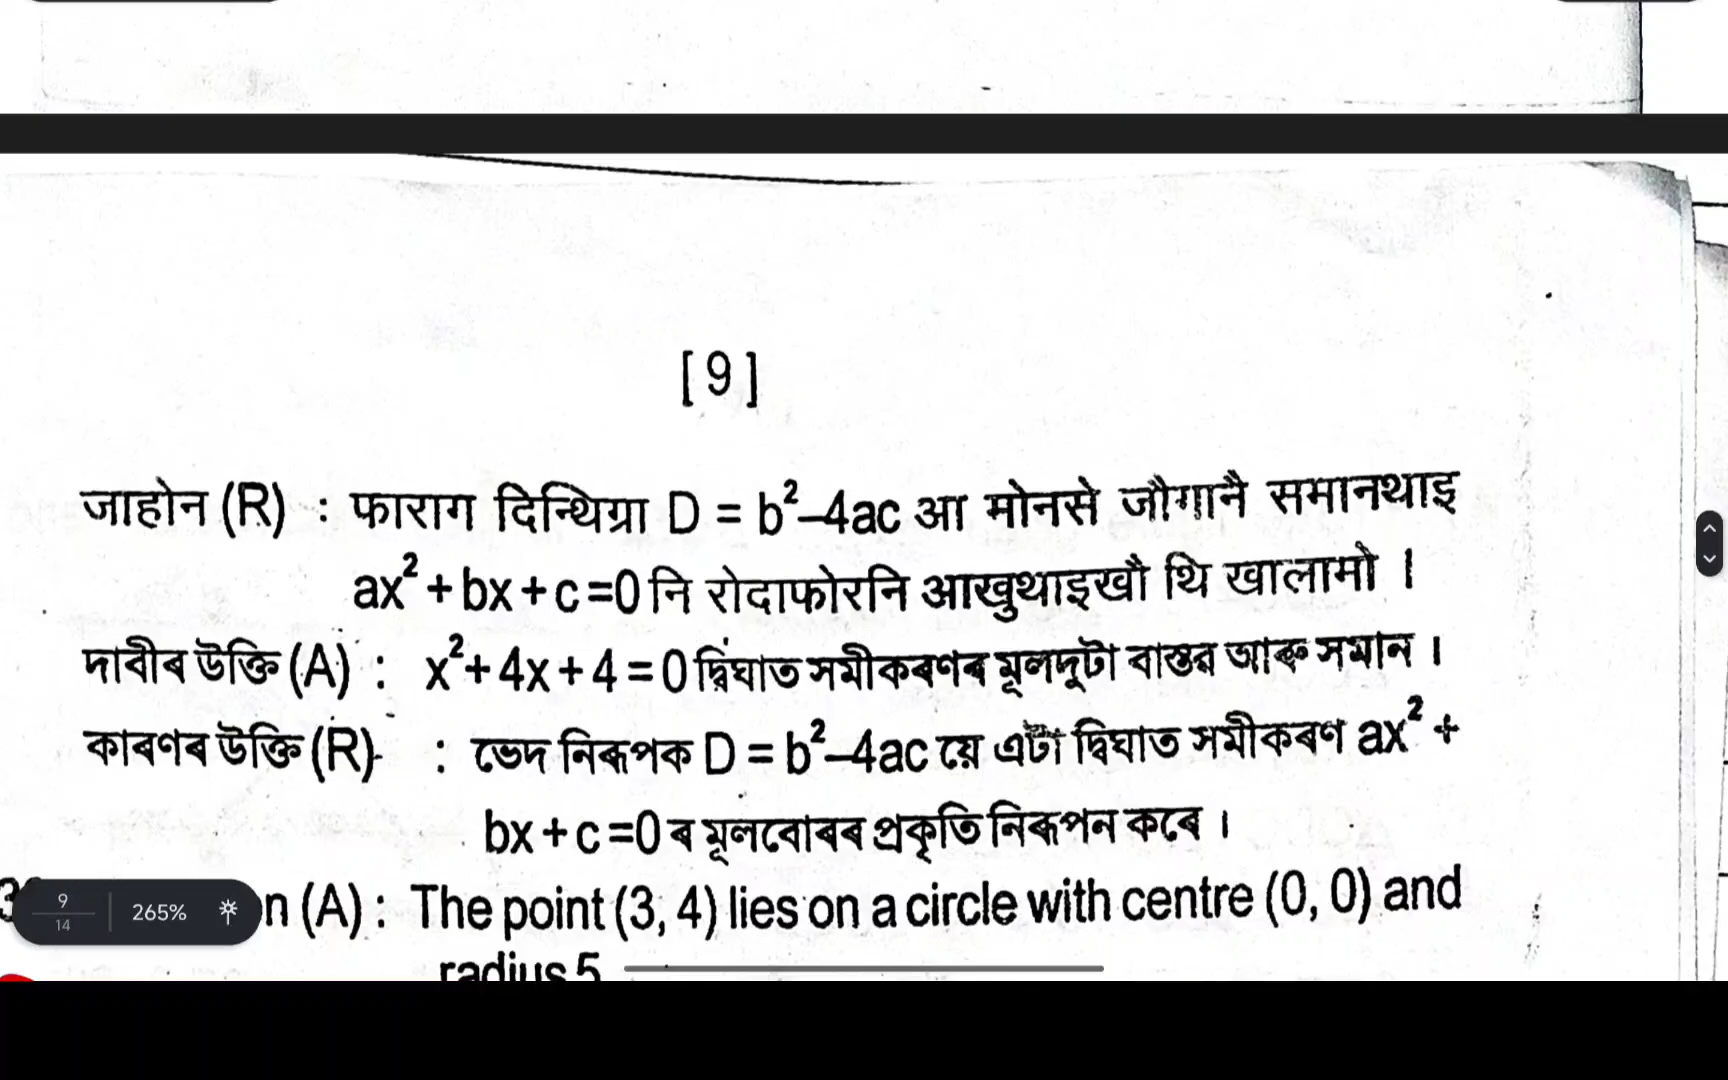 [ 9 ]
जाहोन (R) : फाराग दिन्थिग्रा D = b²–4ac आ मोनसे जौगानै समानथाइ
ax² + bx + c =0 नि रोदाफोरनि आखुथाइखौ थि खालामो ।
দাবীৰ উক্তি (A) : x² + 4x + 4 = 0 দ্বিঘাত সমীকৰণৰ মূলদুটা বাস্তৱ আৰু সমান ।
কাৰণৰ উক্তি (R) : ভেদ নিৰূপক D = b²–4ac য়ে এটা দ্বিঘাত সমীকৰণ ax² +
bx + c =0 ৰ মূলবোৰৰ প্ৰকৃতি নিৰূপন কৰে ।
n (A) : The point (3, 4) lies on a circle with centre (0, 0) and
radius 5
9
14
265%